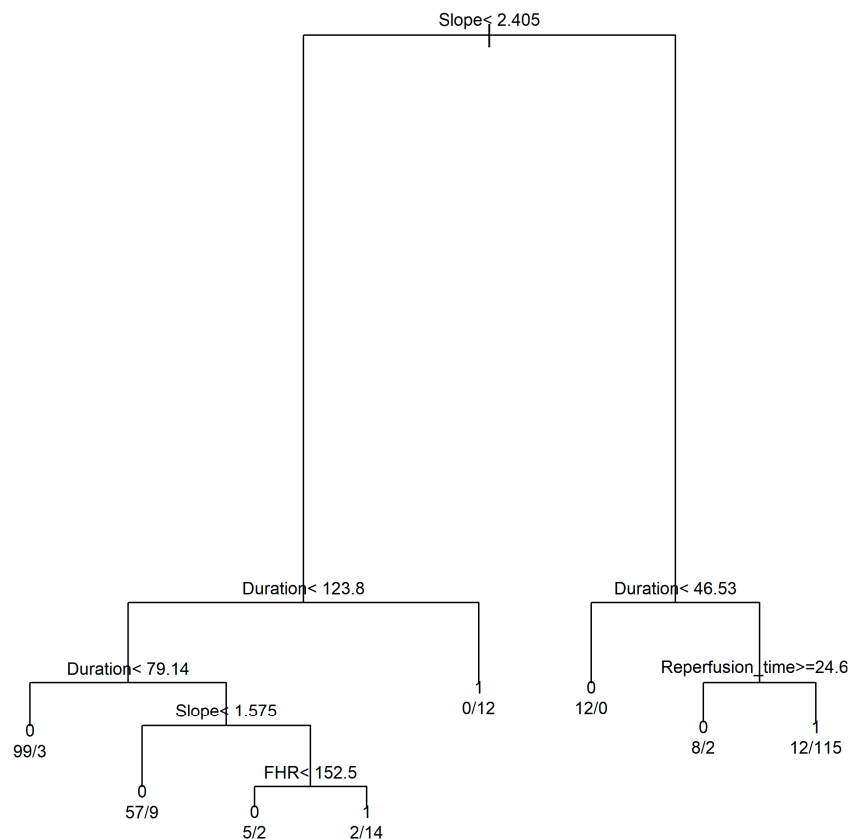 Slope< 2.405
Duration< 123.8
Duration< 46.53
Duration< 79.14
Reperfusion_time>=24.6
1
0/12
0
12/0
Slope< 1.575
0
99/3
0
8/2
1
12/115
FHR< 152.5
0
57/9
0
5/2
1
2/14